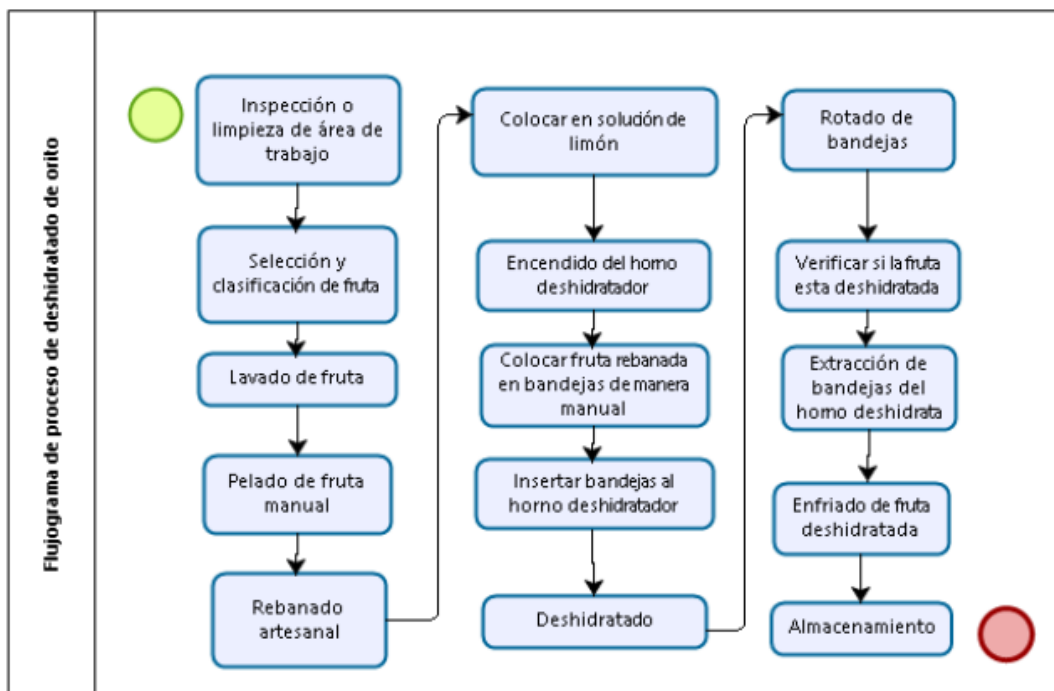 Flujograma de proceso de deshidratado de orito
Inspección o
limpieza de área de
trabajo
Selección y
clasificación de fruta
Lavado de fruta
Pelado de fruta
manual
Rebanado
artesanal
Colocar en solución de
limón
Encendido del horno
deshidratador
Colocar fruta rebanada
en bandejas de manera
manual
Insertar bandejas al
horno deshidratador
Deshidratado
Rotado de
bandejas
Verificar si la fruta
esta deshidratada
Extracción de
bandejas del
horno deshidrata
Enfriado de fruta
deshidratada
Almacenamiento